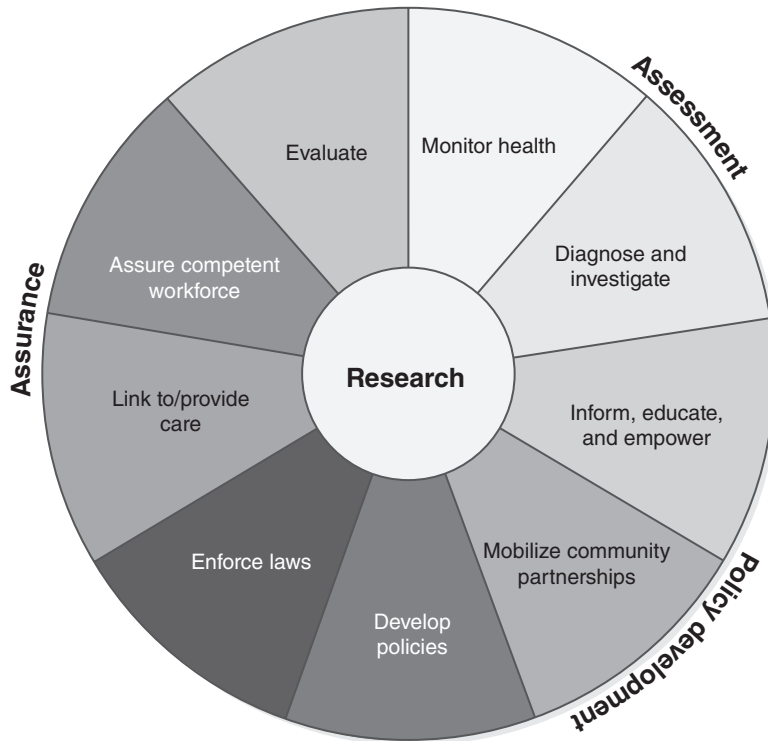 Assessment
Monitor health
Diagnose and
investigate
Inform, educate,
and empower
Policy development
Mobilize community
partnerships
Develop
policies
Enforce laws
Assurance
Link to/provide
care
Assure competent
workforce
Evaluate
Research